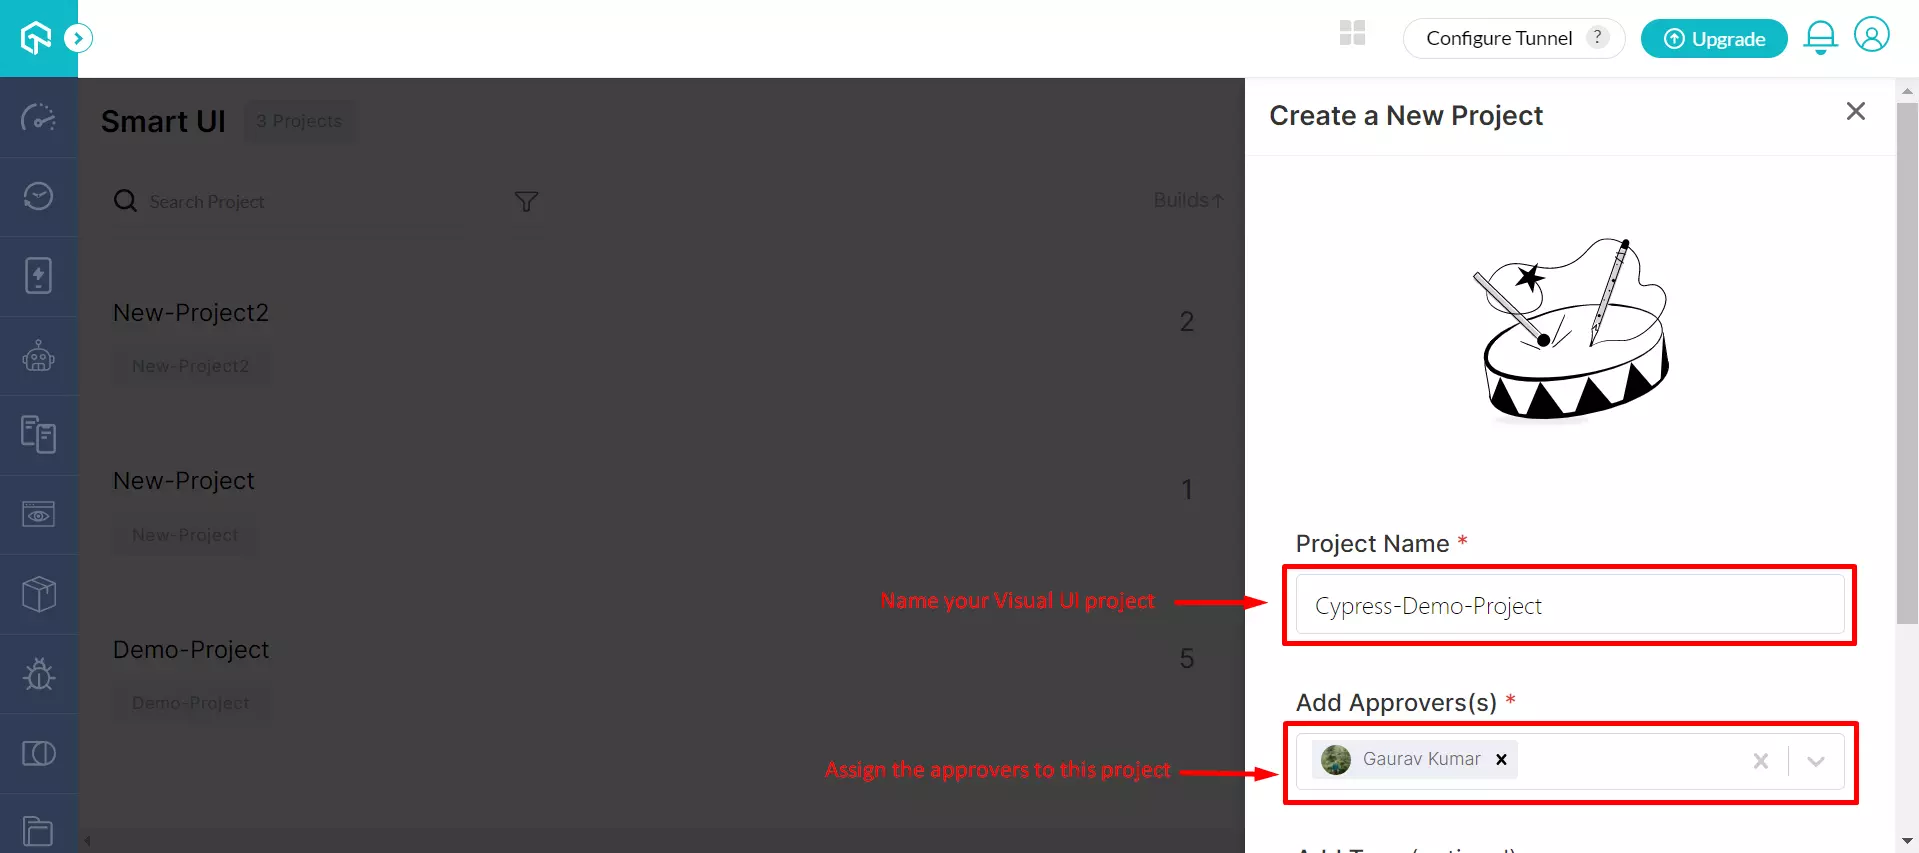 Configure Tunnel ?
Upgrade
Smart UI
3 Projects
Search Project
Builds↑
New-Project2
2
New-Project2
New-Project
1
New-Project
Demo-Project
5
Demo-Project
Create a New Project
Project Name *
Name your Visual UI project
Cypress-Demo-Project
Add Approvers(s) *
Assign the approvers to this project
Gaurav Kumar